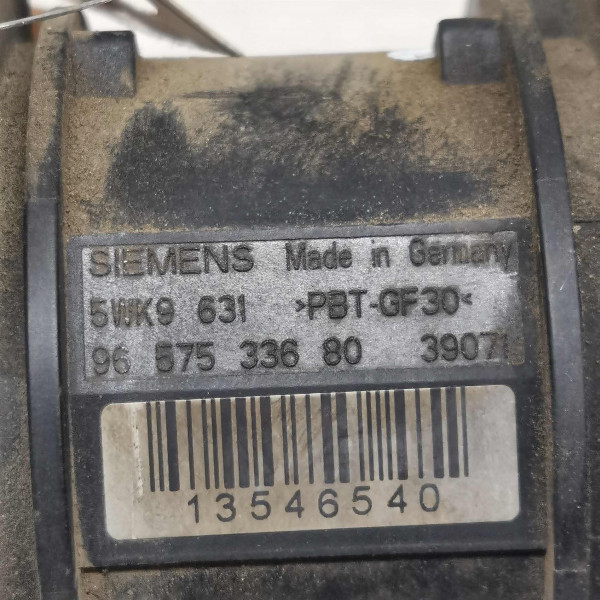 SIEMENS Made in Germany
5WK9 631 >PBT-GF30<
96 575 336 80 39071
13546540